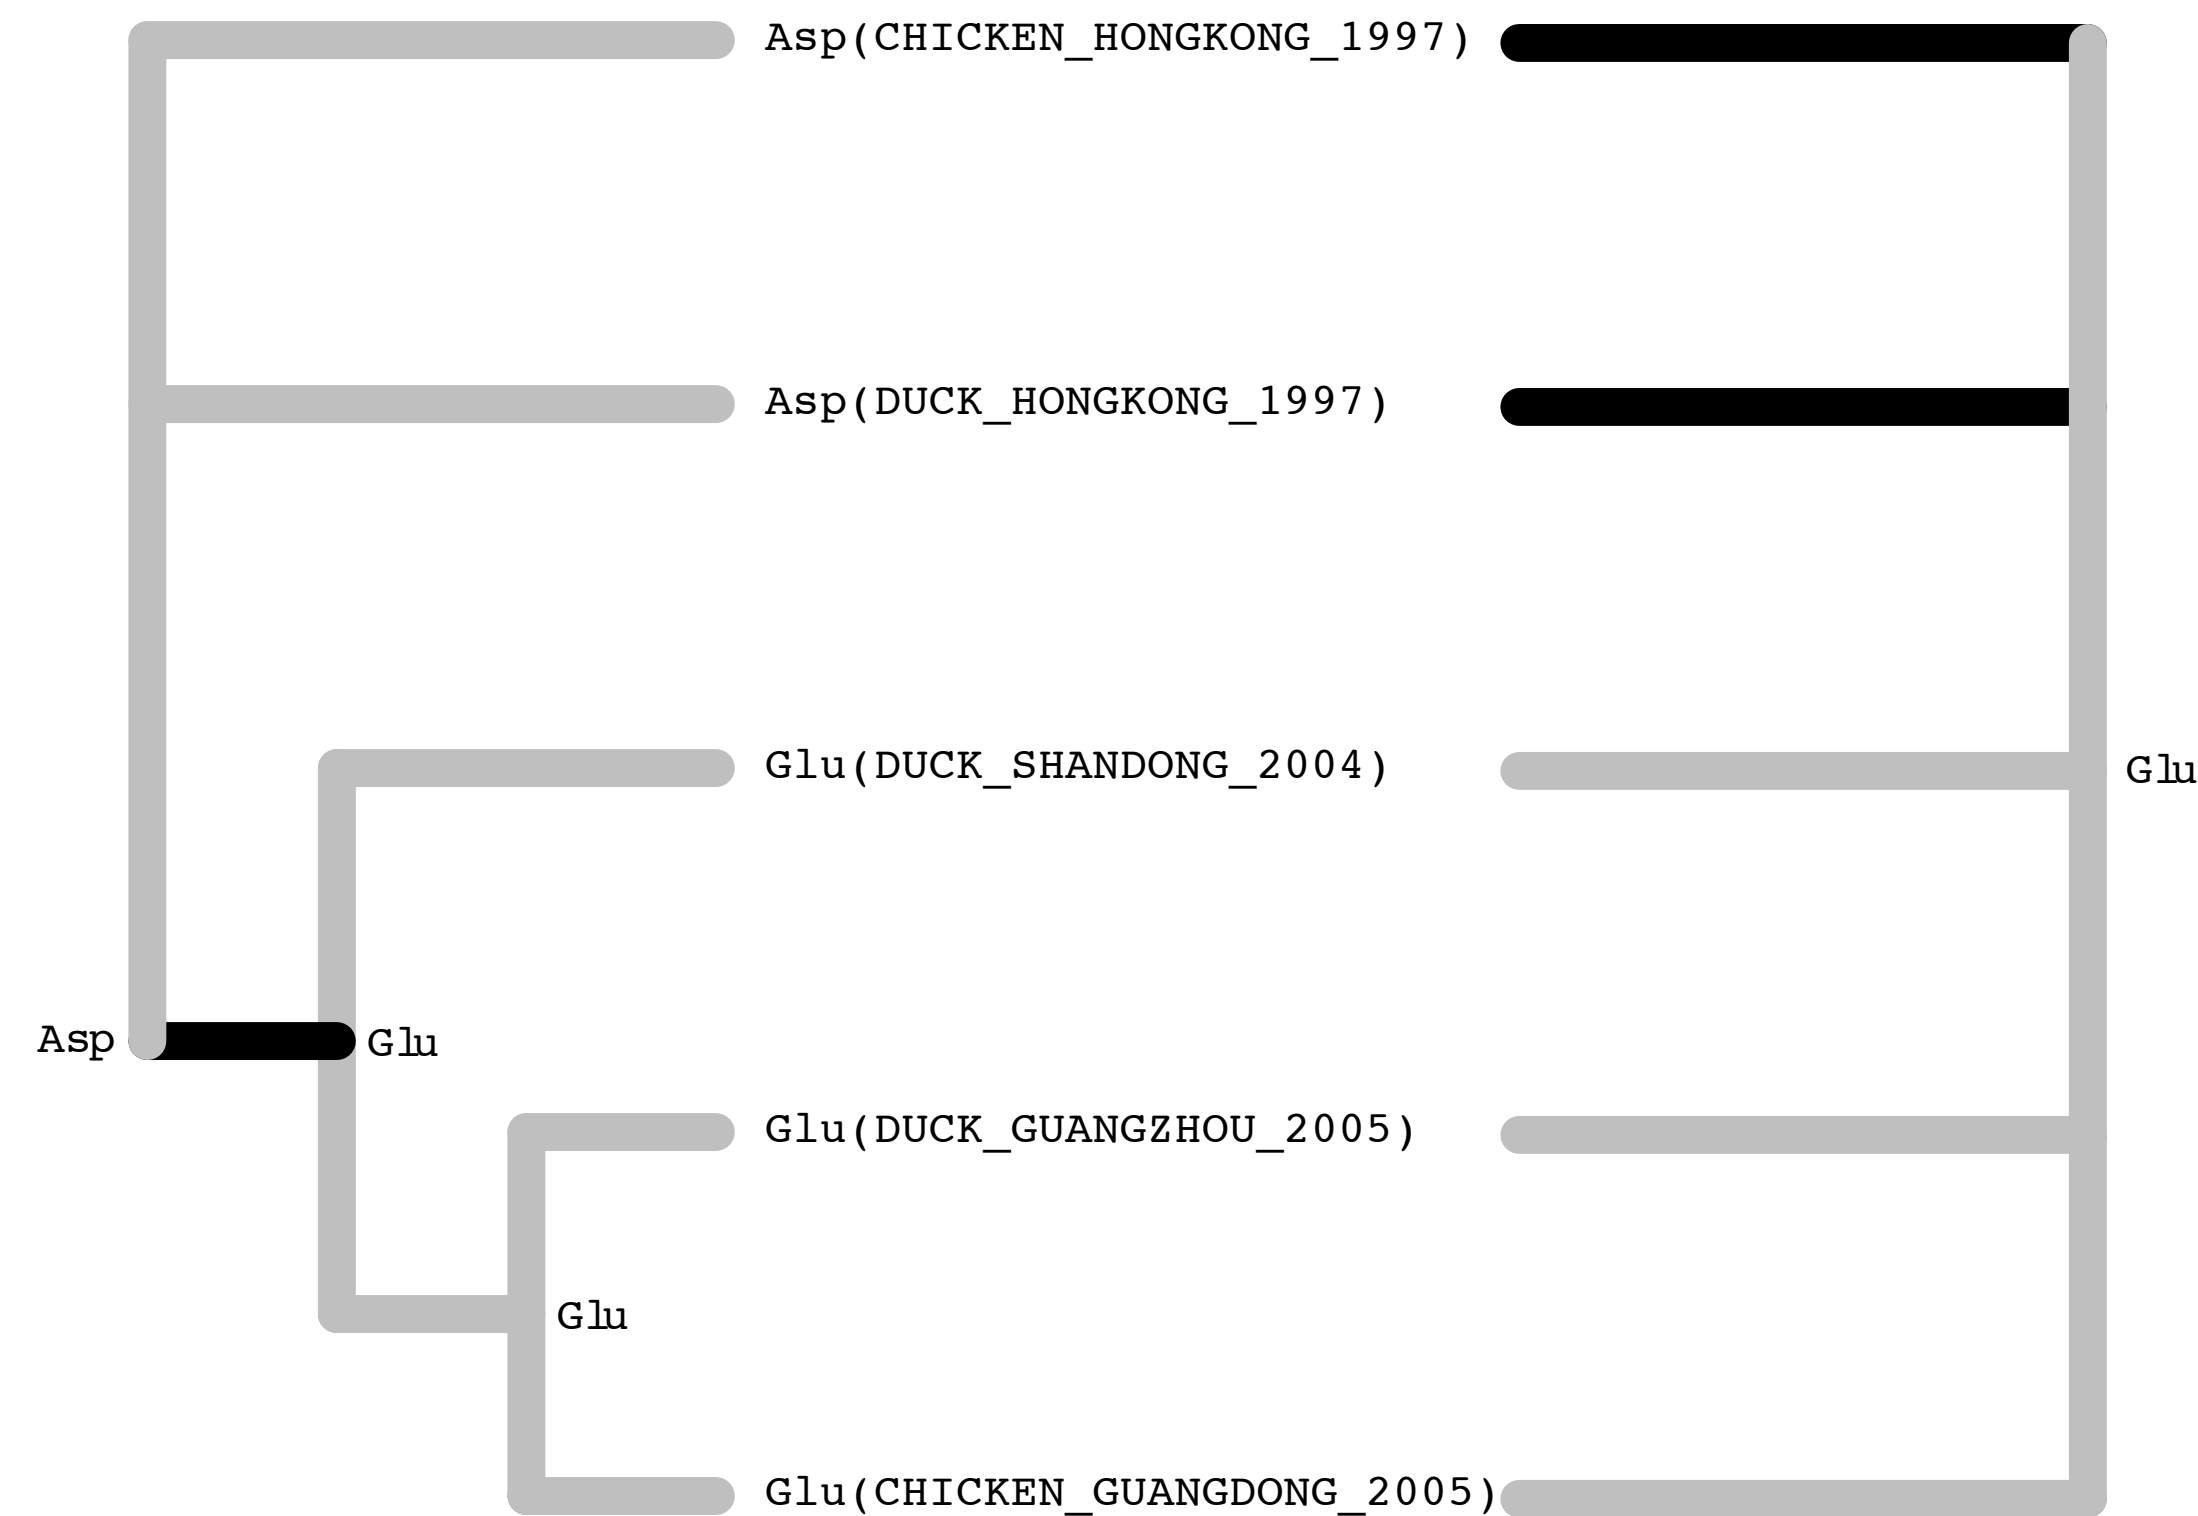 Asp(CHICKEN_HONGKONG_1997)
Asp(DUCK_HONGKONG_1997)
Glu(DUCK_SHANDONG_2004)
Glu
Asp
Glu
Glu(DUCK_GUANGZHOU_2005)
Glu
Glu(CHICKEN_GUANGDONG_2005)